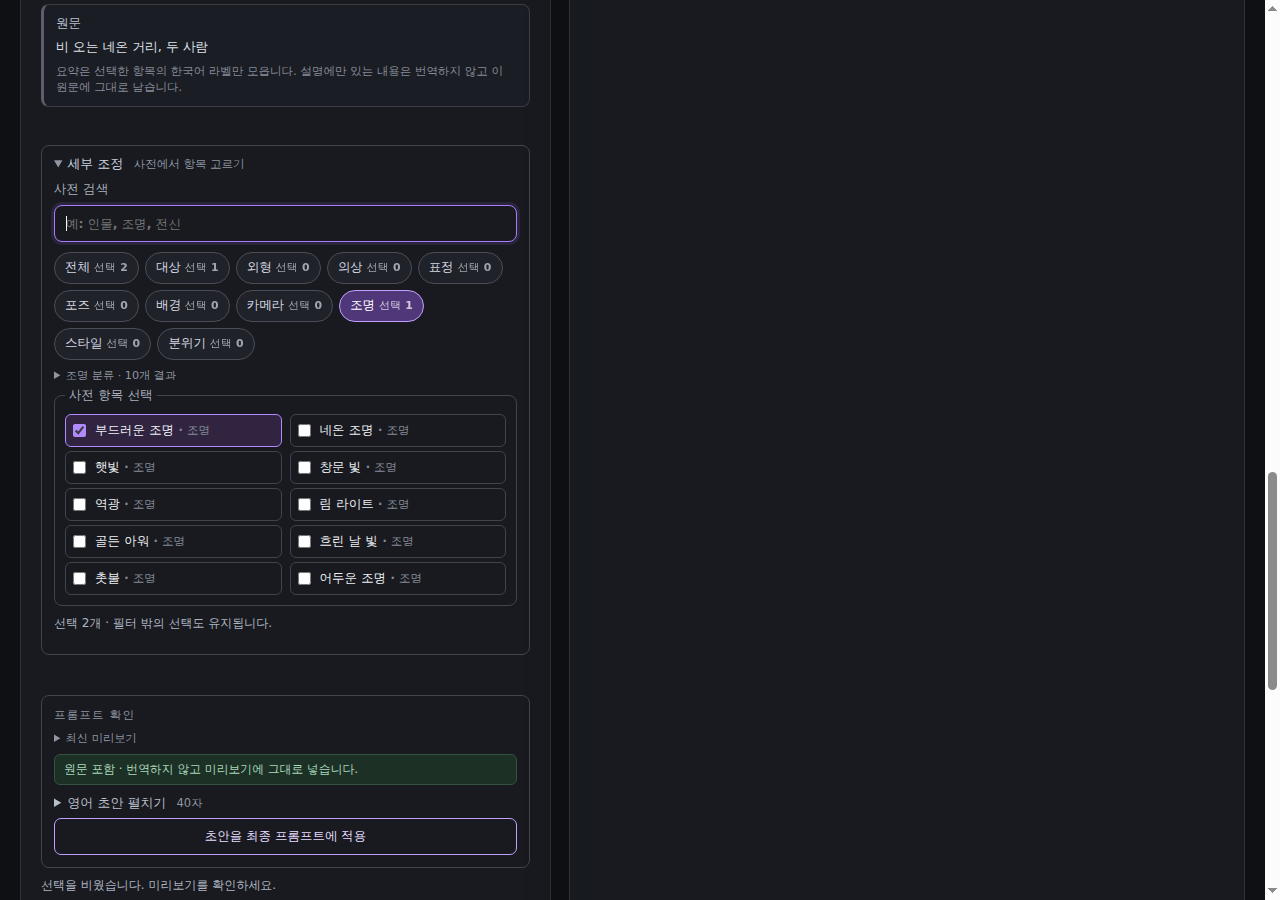 원문
비 오는 네온 거리, 두 사람
요약은 선택한 항목의 한국어 라벨만 모읍니다. 설명에만 있는 내용은 번역하지 않고 이
원문에 그대로 남습니다.
▼ 세부 조정 사전에서 항목 고르기
사전 검색
예: 인물, 조명, 전신
전체 선택 2 대상 선택 1 외형 선택 0 의상 선택 0 표정 선택 0
포즈 선택 0 배경 선택 0 카메라 선택 0 조명 선택 1
스타일 선택 0 분위기 선택 0
▶ 조명 분류 · 10개 결과
사전 항목 선택
부드러운 조명 · 조명 네온 조명 · 조명
햇빛 · 조명 창문 빛 · 조명
역광 · 조명 림 라이트 · 조명
골든 아워 · 조명 흐린 날 빛 · 조명
촛불 · 조명 어두운 조명 · 조명
선택 2개 · 필터 밖의 선택도 유지됩니다.
프롬프트 확인
▶ 최신 미리보기
원문 포함 · 번역하지 않고 미리보기에 그대로 넣습니다.
▶ 영어 초안 펼치기 40자
초안을 최종 프롬프트에 적용
선택을 비웠습니다. 미리보기를 확인하세요.